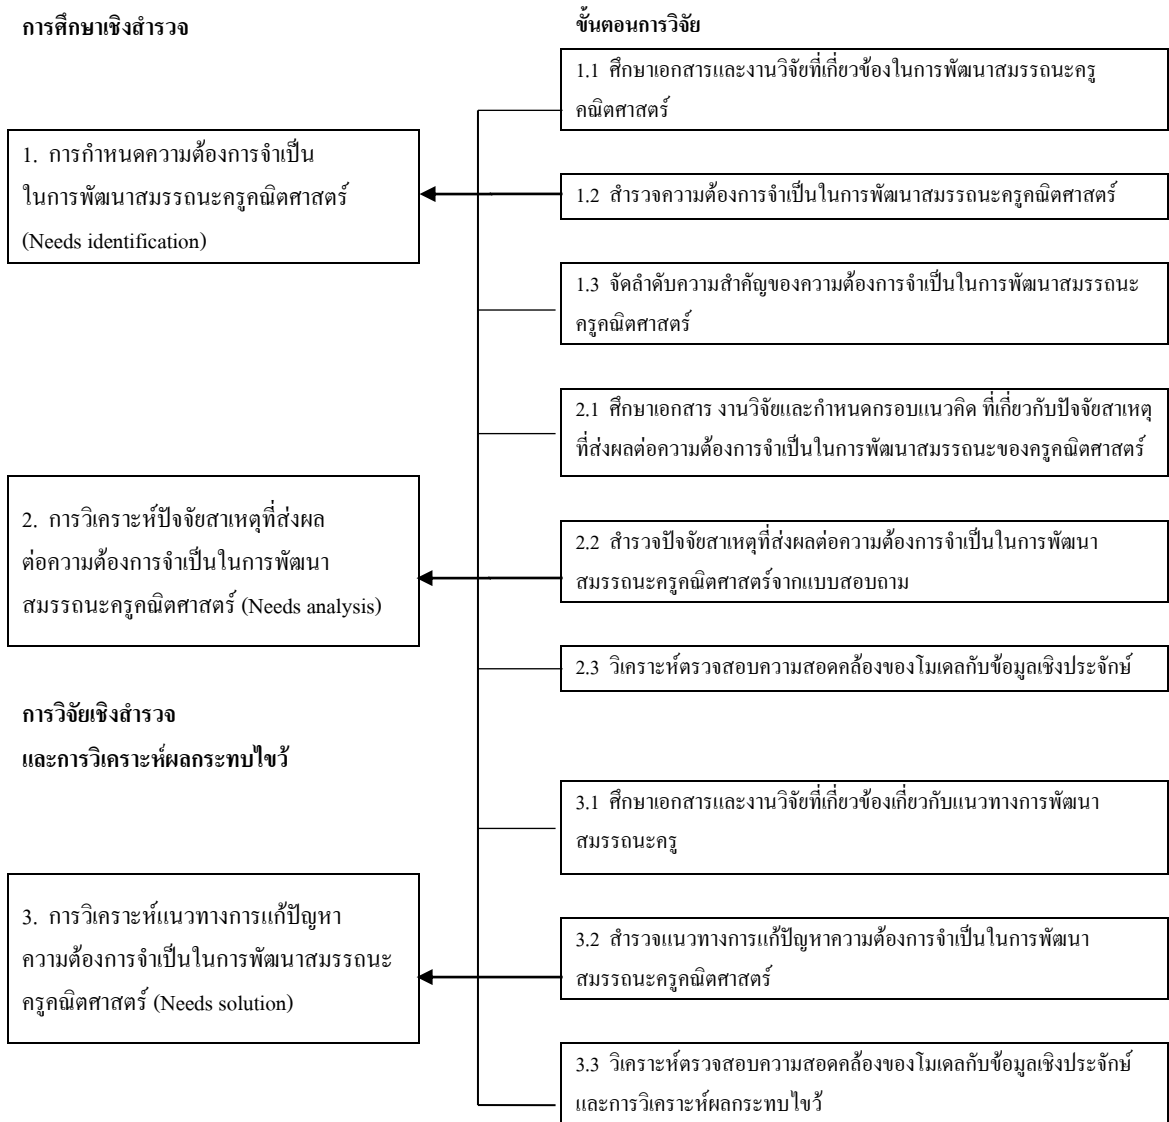 การศึกษาเชิงสำรวจ
ขั้นตอนการวิจัย
1.1 ศึกษาเอกสารและงานวิจัยที่เกี่ยวข้องในการพัฒนาสมรรถนะครู
คณิตศาสตร์
1. การกำหนดความต้องการจำเป็น
ในการพัฒนาสมรรถนะครูคณิตศาสตร์
(Needs identification)
1.2 สำรวจความต้องการจำเป็นในการพัฒนาสมรรถนะครูคณิตศาสตร์
1.3 จัดลำดับความสำคัญของความต้องการจำเป็นในการพัฒนาสมรรถนะ
ครูคณิตศาสตร์
2.1 ศึกษาเอกสาร งานวิจัยและกำหนดกรอบแนวคิด ที่เกี่ยวกับปัจจัยสาเหตุ
ที่ส่งผลต่อความต้องการจำเป็นในการพัฒนาสมรรถนะของครูคณิตศาสตร์
2. การวิเคราะห์ปัจจัยสาเหตุที่ส่งผล
ต่อความต้องการจำเป็นในการพัฒนา
สมรรถนะครูคณิตศาสตร์ (Needs analysis)
2.2 สำรวจปัจจัยสาเหตุที่ส่งผลต่อความต้องการจำเป็นในการพัฒนา
สมรรถนะครูคณิตศาสตร์จากแบบสอบถาม
2.3 วิเคราะห์ตรวจสอบความสอดคล้องของโมเดลกับข้อมูลเชิงประจักษ์
การวิจัยเชิงสำรวจ
และการวิเคราะห์ผลกระทบไขว้
3.1 ศึกษาเอกสารและงานวิจัยที่เกี่ยวข้องเกี่ยวกับแนวทางการพัฒนา
สมรรถนะครู
3. การวิเคราะห์แนวทางการแก้ปัญหา
ความต้องการจำเป็นในการพัฒนาสมรรถนะ
ครูคณิตศาสตร์ (Needs solution)
3.2 สำรวจแนวทางการแก้ปัญหาความต้องการจำเป็นในการพัฒนา
สมรรถนะครูคณิตศาสตร์
3.3 วิเคราะห์ตรวจสอบความสอดคล้องของโมเดลกับข้อมูลเชิงประจักษ์
และการวิเคราะห์ผลกระทบไขว้